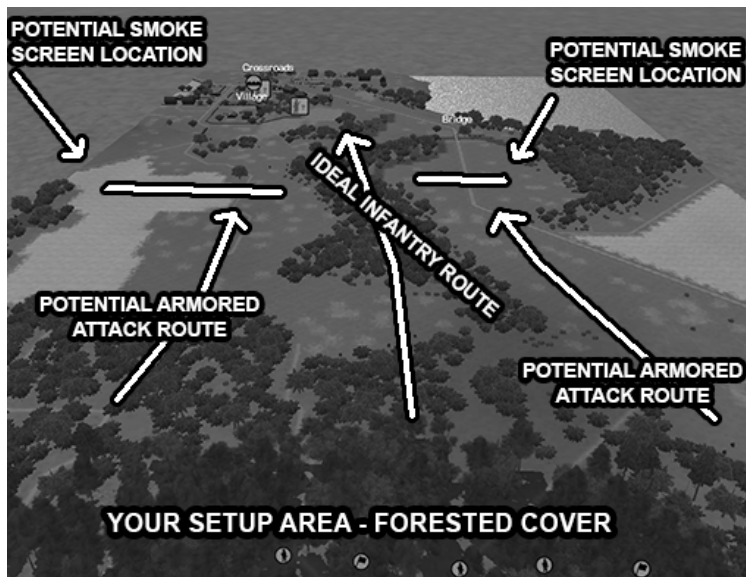 POTENTIAL SMOKE
SCREEN LOCATION
POTENTIAL SMOKE
SCREEN LOCATION
Crossroads
Village
Bridge
IDEAL INFANTRY ROUTE
POTENTIAL ARMORED
ATTACK ROUTE
POTENTIAL ARMORED
ATTACK ROUTE
YOUR SETUP AREA - FORESTED COVER